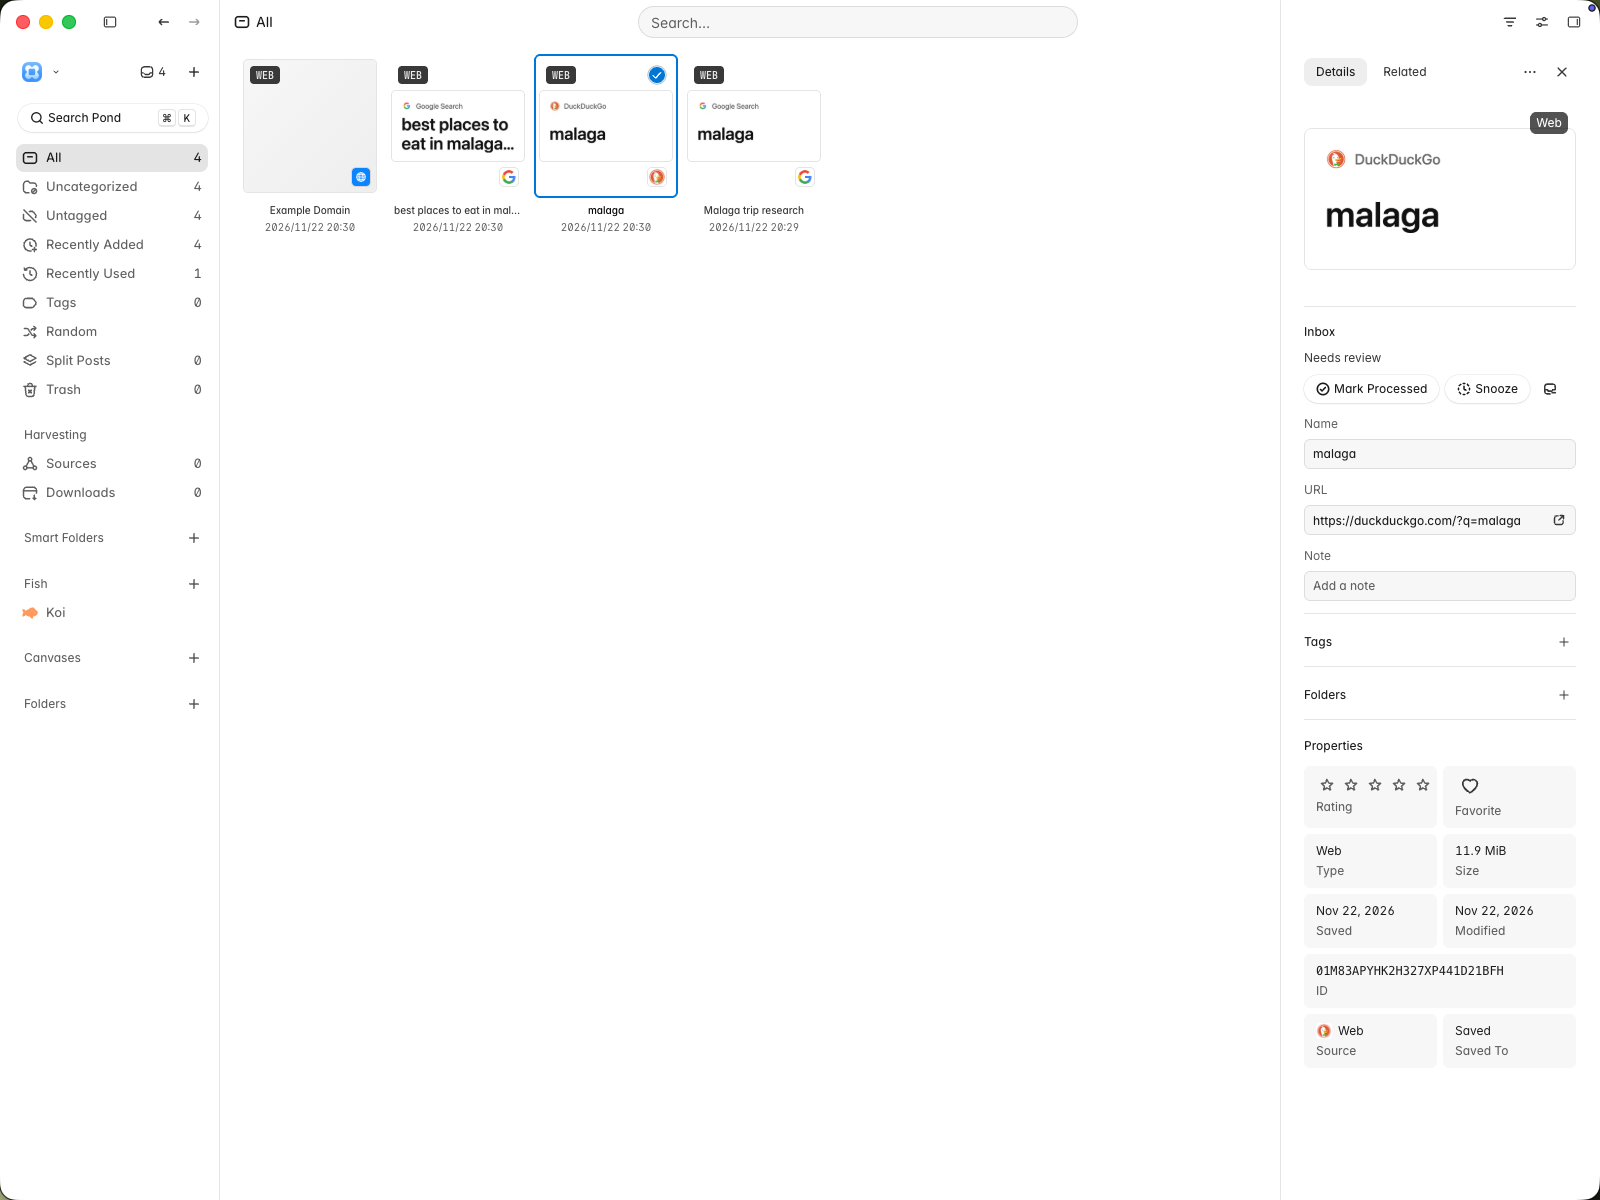 All
Search...
4
Search Pond
⌘ K
All 4
Uncategorized 4
Untagged 4
Recently Added 4
Recently Used 1
Tags 0
Random
Split Posts 0
Trash 0
Harvesting
Sources 0
Downloads 0
Smart Folders
Fish
Koi
Canvases
Folders
WEB
Example Domain
2026/11/22 20:30
WEB
Google Search
best places to
eat in malaga...
best places to eat in mal...
2026/11/22 20:30
WEB
DuckDuckGo
malaga
malaga
2026/11/22 20:30
WEB
Google Search
malaga
Malaga trip research
2026/11/22 20:29
Details Related
Web
DuckDuckGo
malaga
Inbox
Needs review
Mark Processed Snooze
Name
malaga
URL
https://duckduckgo.com/?q=malaga
Note
Add a note
Tags
Folders
Properties
Rating
Favorite
Web
Type
11.9 MiB
Size
Nov 22, 2026
Saved
Nov 22, 2026
Modified
01M83APYHK2H327XP441D21BFH
ID
Web
Source
Saved
Saved To